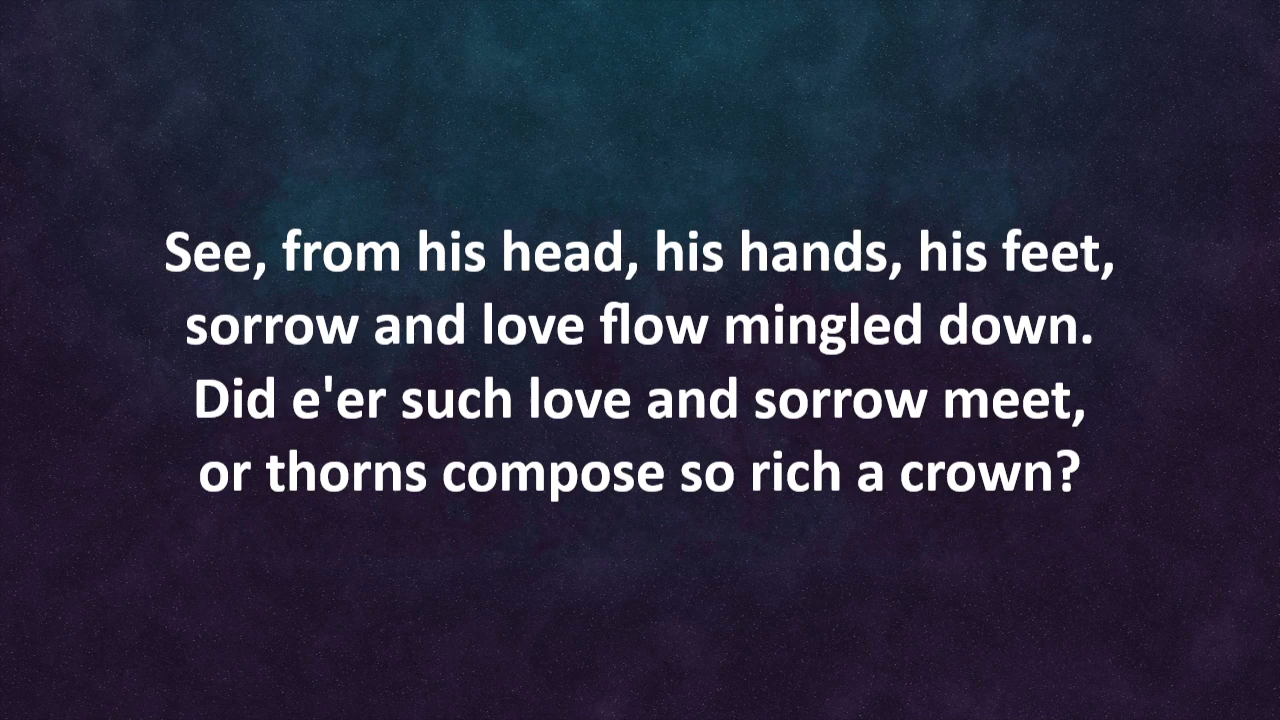 See, from his head, his hands, his feet,
sorrow and love flow mingled down.
Did e'er such love and sorrow meet,
or thorns compose so rich a crown?